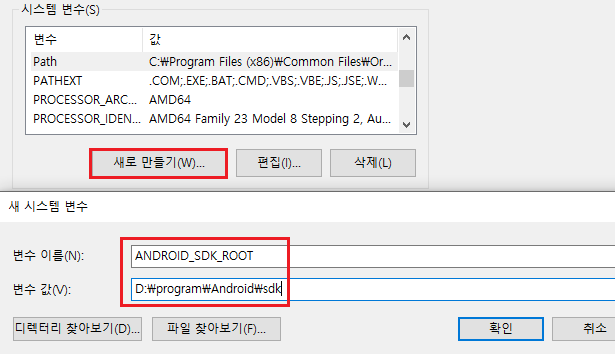 시스템 변수(S)
변수 값
Path C:₩Program Files (x86)₩Common Files₩Or...
PATHEXT .COM;.EXE;.BAT;.CMD;.VBS;.VBE;.JS;.JSE;.W...
PROCESSOR_ARC... AMD64
PROCESSOR_IDEN... AMD64 Family 23 Model 8 Stepping 2, Au...
새로 만들기(W)... 편집(I)... 삭제(L)
새 시스템 변수
변수 이름(N): ANDROID_SDK_ROOT
변수 값(V): D:₩program₩Android₩sdk
디렉터리 찾아보기(D)... 파일 찾아보기(F)... 확인 취소